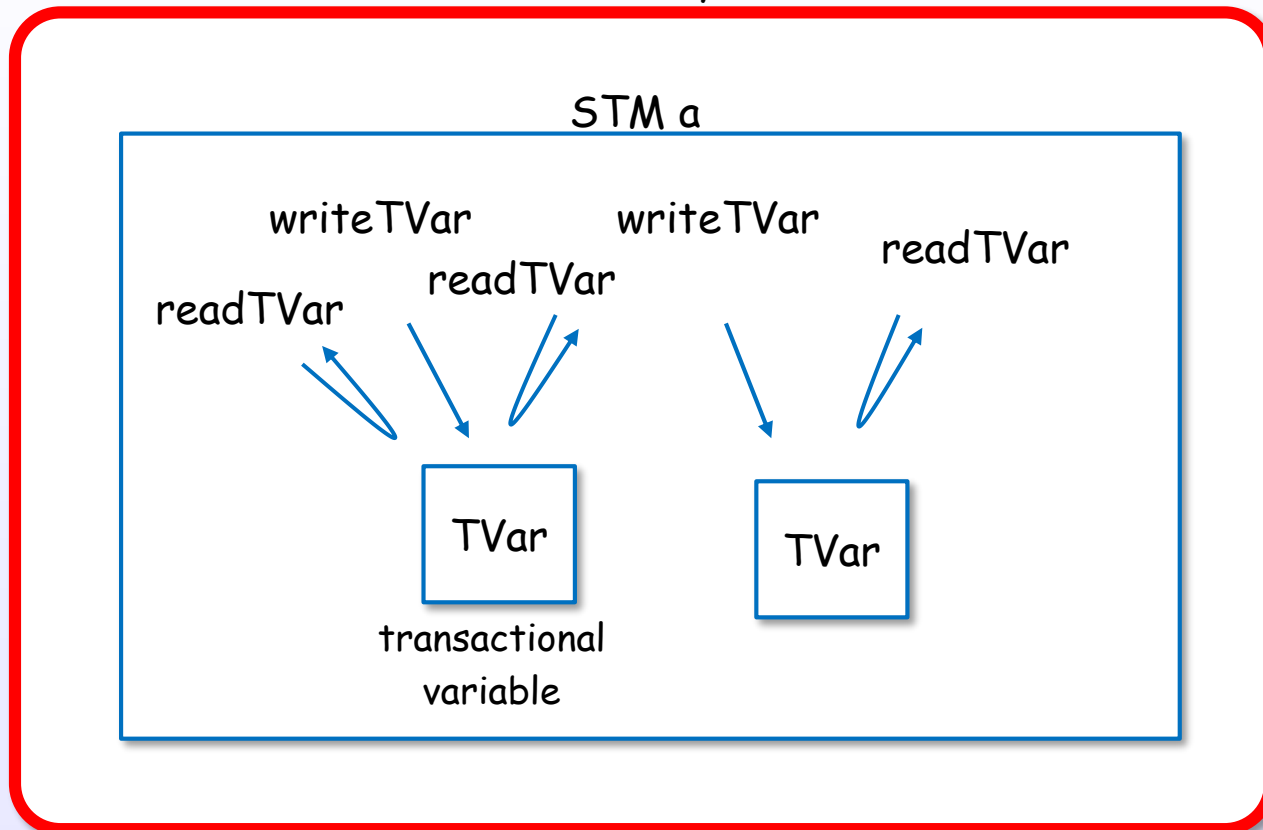 STM a
writeTVar
writeTVar
readTVar
readTVar
readTVar
TVar
TVar
transactional
variable